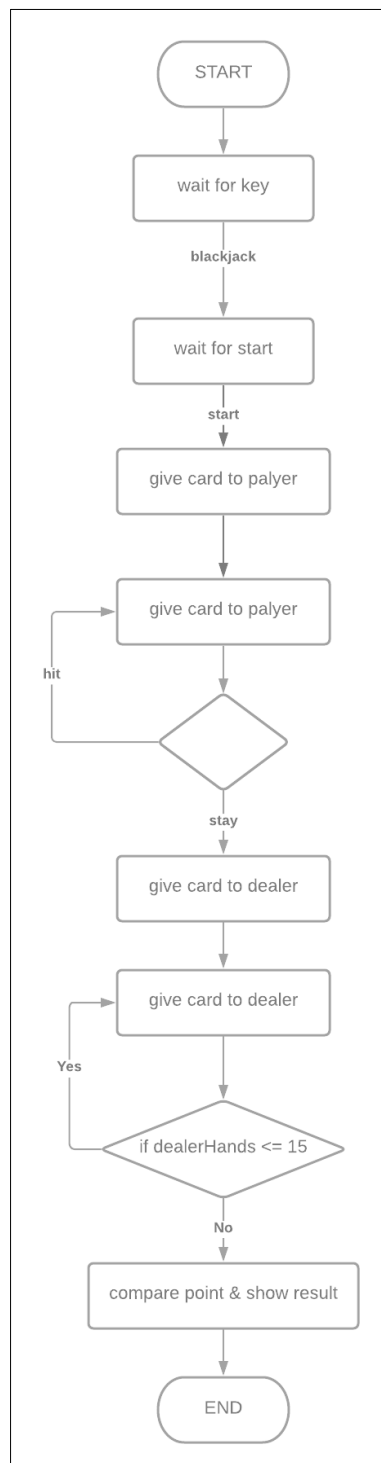 START
wait for key
blackjack
wait for start
start
give card to palyer
give card to palyer
hit
stay
give card to dealer
give card to dealer
Yes
if dealerHands <= 15
No
compare point & show result
END